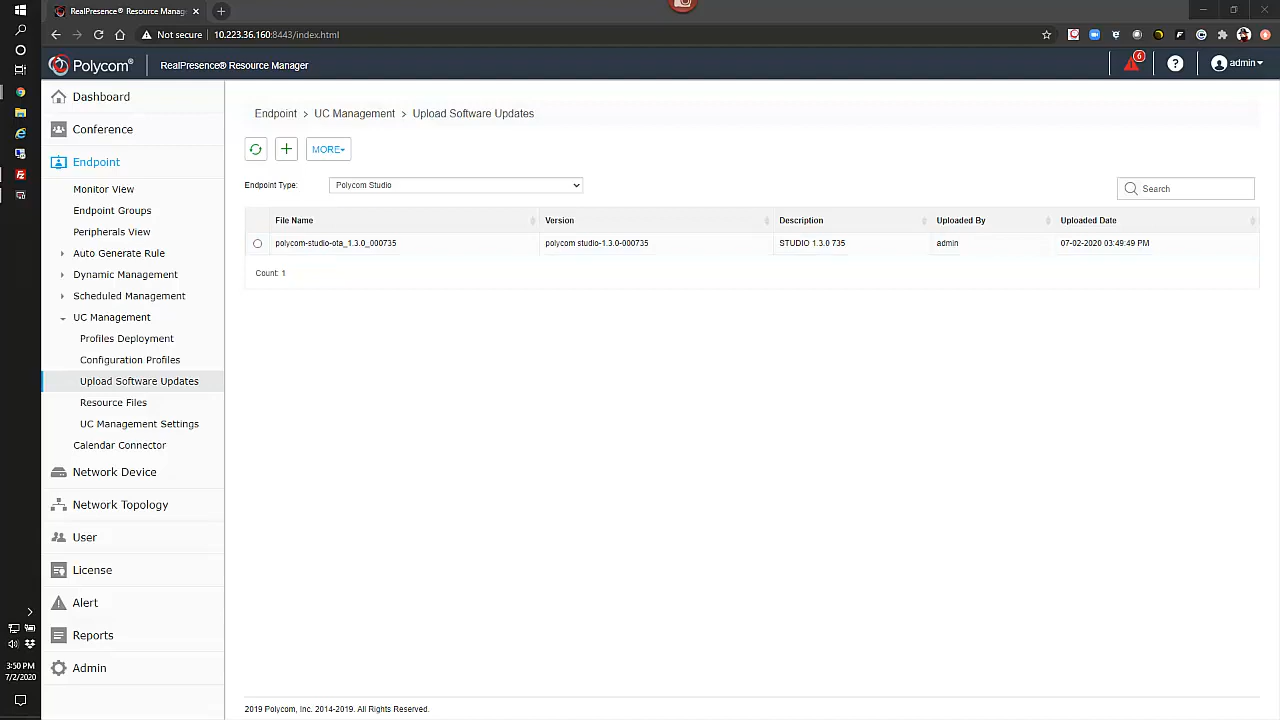 RealPresence® Resource Manag
Not secure
10.223.36.160:8443/index.html
Polycom®
RealPresence® Resource Manager
6
?
admin
Dashboard
Conference
Endpoint
Monitor View
Endpoint Groups
Peripherals View
Auto Generate Rule
Dynamic Management
Scheduled Management
UC Management
Profiles Deployment
Configuration Profiles
Upload Software Updates
Resource Files
UC Management Settings
Calendar Connector
Network Device
Network Topology
User
License
Alert
Reports
Admin
Endpoint > UC Management > Upload Software Updates
MORE
Endpoint Type: Polycom Studio
Search
File Name Version Description Uploaded By Uploaded Date
polycom-studio-ota_1.3.0_000735 polycom studio-1.3.0-000735 STUDIO 1.3.0 735 admin 07-02-2020 03:49:49 PM
Count: 1
2019 Polycom, Inc. 2014-2019. All Rights Reserved.
3:50 PM
7/2/2020